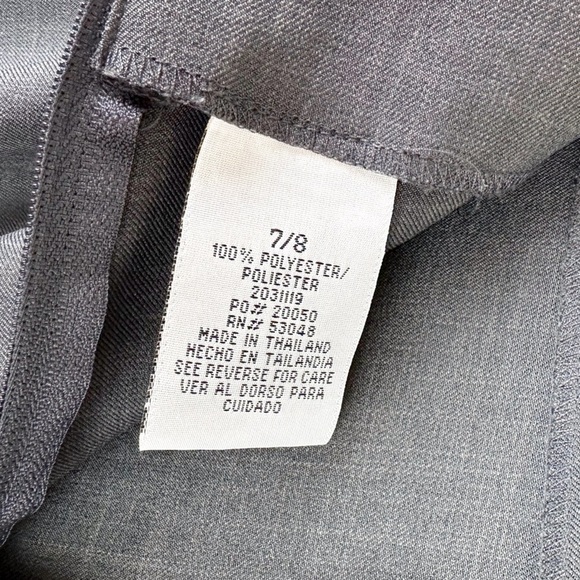 7/8
100% POLYESTER/
POLIESTER
2031119
PO# 20050
RN# 53048
MADE IN THAILAND
HECHO EN TAILANDIA
SEE REVERSE FOR CARE
VER AL DORSO PARA
CUIDADO